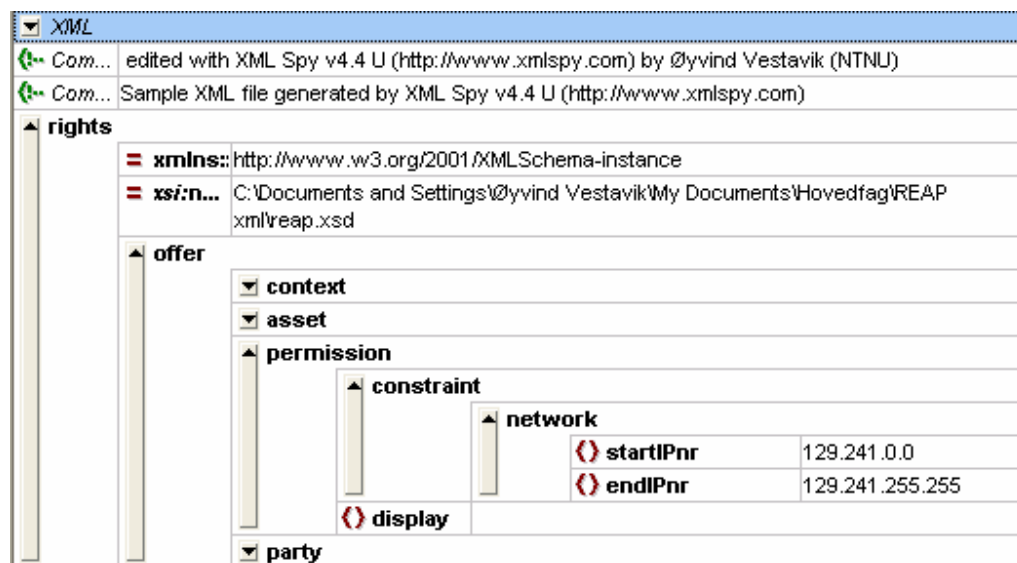 XML
Com... edited with XML Spy v4.4 U (http://www.xmlspy.com) by Øyvind Vestavik (NTNU)
Com... Sample XML file generated by XML Spy v4.4 U (http://www.xmlspy.com)
rights
= xmlns: http://www.w3.org/2001/XMLSchema-instance
= xsi:n... C:\Documents and Settings\Øyvind Vestavik\My Documents\Hovedfag\REAP
xml\reap.xsd
offer
context
asset
permission
constraint
network
() startIPnr 129.241.0.0
() endIPnr 129.241.255.255
() display
party